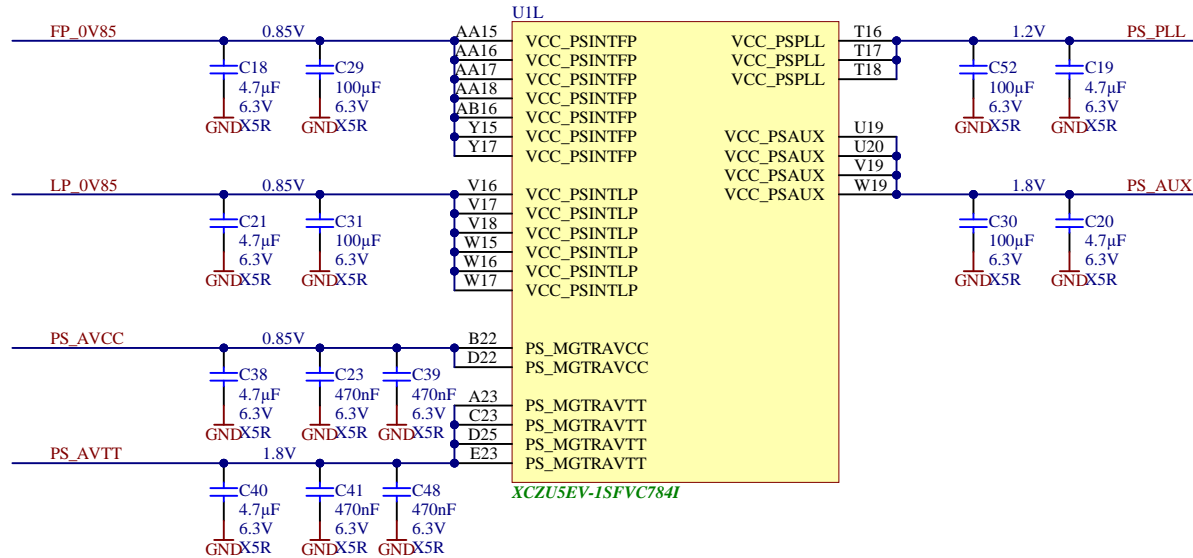 U1L
FP_0V85 0.85V AA15 VCC_PSINTFP VCC_PSPLL T16 1.2V PS_PLL
AA16 VCC_PSINTFP VCC_PSPLL T17
AA17 VCC_PSINTFP VCC_PSPLL T18
AA18 VCC_PSINTFP
AB16 VCC_PSINTFP
Y15 VCC_PSINTFP VCC_PSAUX U19
Y17 VCC_PSINTFP VCC_PSAUX U20
VCC_PSAUX V19
C18
4.7µF
6.3V
X5R
GND
C29
100µF
6.3V
X5R
GND
C52
100µF
6.3V
X5R
GND
C19
4.7µF
6.3V
X5R
GND
LP_0V85 0.85V V16 VCC_PSINTLP VCC_PSAUX W19 1.8V PS_AUX
V17 VCC_PSINTLP
V18 VCC_PSINTLP
W15 VCC_PSINTLP
W16 VCC_PSINTLP
W17 VCC_PSINTLP
C21
4.7µF
6.3V
X5R
GND
C31
100µF
6.3V
X5R
GND
C30
100µF
6.3V
X5R
GND
C20
4.7µF
6.3V
X5R
GND
PS_AVCC 0.85V B22 PS_MGTRAVCC
D22 PS_MGTRAVCC
C38
4.7µF
6.3V
X5R
GND
C23
470nF
6.3V
X5R
GND
C39
470nF
6.3V
X5R
GND
A23 PS_MGTRAVTT
C23 PS_MGTRAVTT
D25 PS_MGTRAVTT
PS_AVTT 1.8V E23 PS_MGTRAVTT
C40
4.7µF
6.3V
X5R
GND
C41
470nF
6.3V
X5R
GND
C48
470nF
6.3V
X5R
GND
XCZU5EV-1SFVC784I